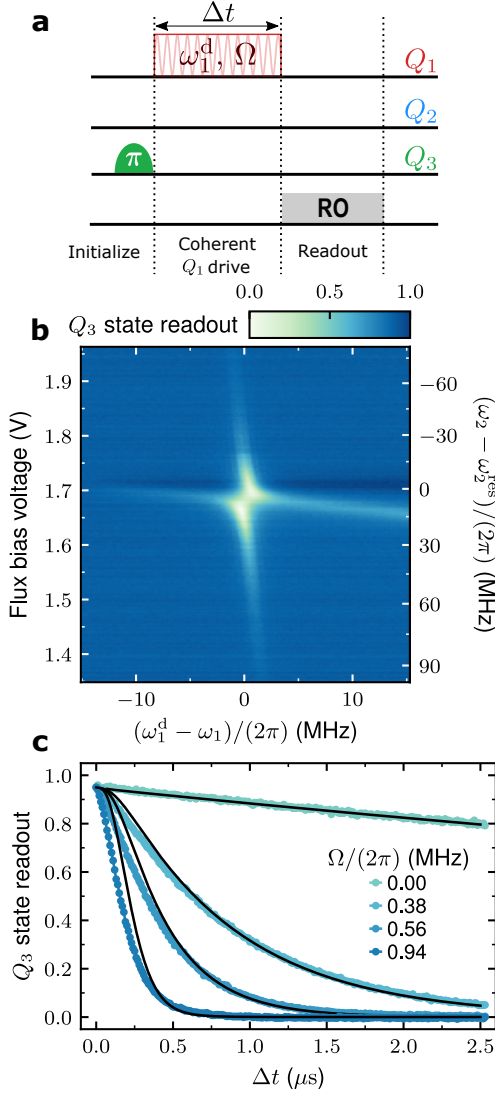 a
Δt
ω₁ᵈ, Ω
Q₁
Q₂
π
Q₃
RO
Initialize
Coherent
Q₁ drive
Readout
0.0 0.5 1.0
b
Q₃ state readout
1.9
1.8
1.7
1.6
1.5
1.4
Flux bias voltage (V)
−60
−30
0
30
60
90
(ω₂ − ω₂ʳᵉˢ)/(2π) (MHz)
−10 0 10
(ω₁ᵈ − ω₁)/(2π) (MHz)
c
1.0
0.8
0.6
0.4
0.2
0.0
Q₃ state readout
Ω/(2π) (MHz)
0.00
0.38
0.56
0.94
0.0 0.5 1.0 1.5 2.0 2.5
Δt (μs)